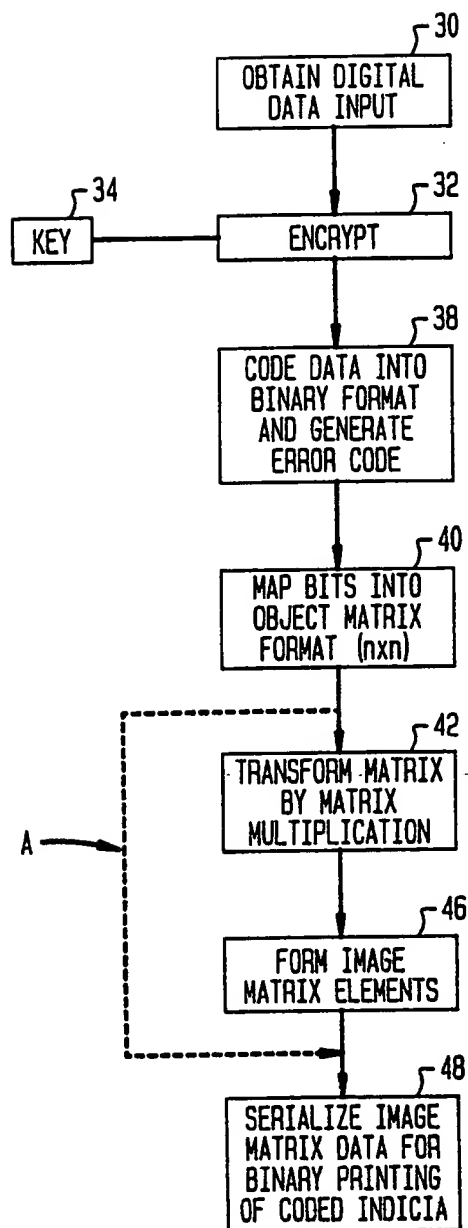 30
OBTAIN DIGITAL
DATA INPUT
34
32
KEY
ENCRYPT
38
CODE DATA INTO
BINARY FORMAT
AND GENERATE
ERROR CODE
40
MAP BITS INTO
OBJECT MATRIX
FORMAT (nxn)
42
TRANSFORM MATRIX
BY MATRIX
MULTIPLICATION
A
46
FORM IMAGE
MATRIX ELEMENTS
48
SERIALIZE IMAGE
MATRIX DATA FOR
BINARY PRINTING
OF CODED INDICIA